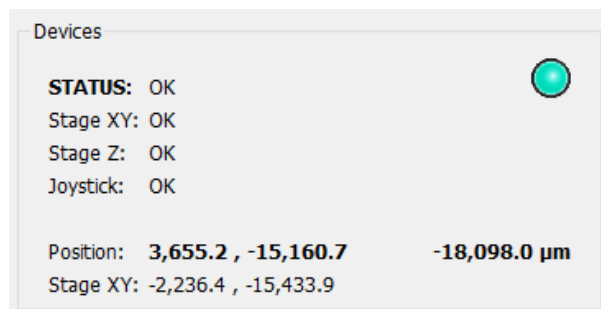 Devices
STATUS: OK
Stage XY: OK
Stage Z: OK
Joystick: OK
Position: 3,655.2 , -15,160.7 -18,098.0 µm
Stage XY: -2,236.4 , -15,433.9